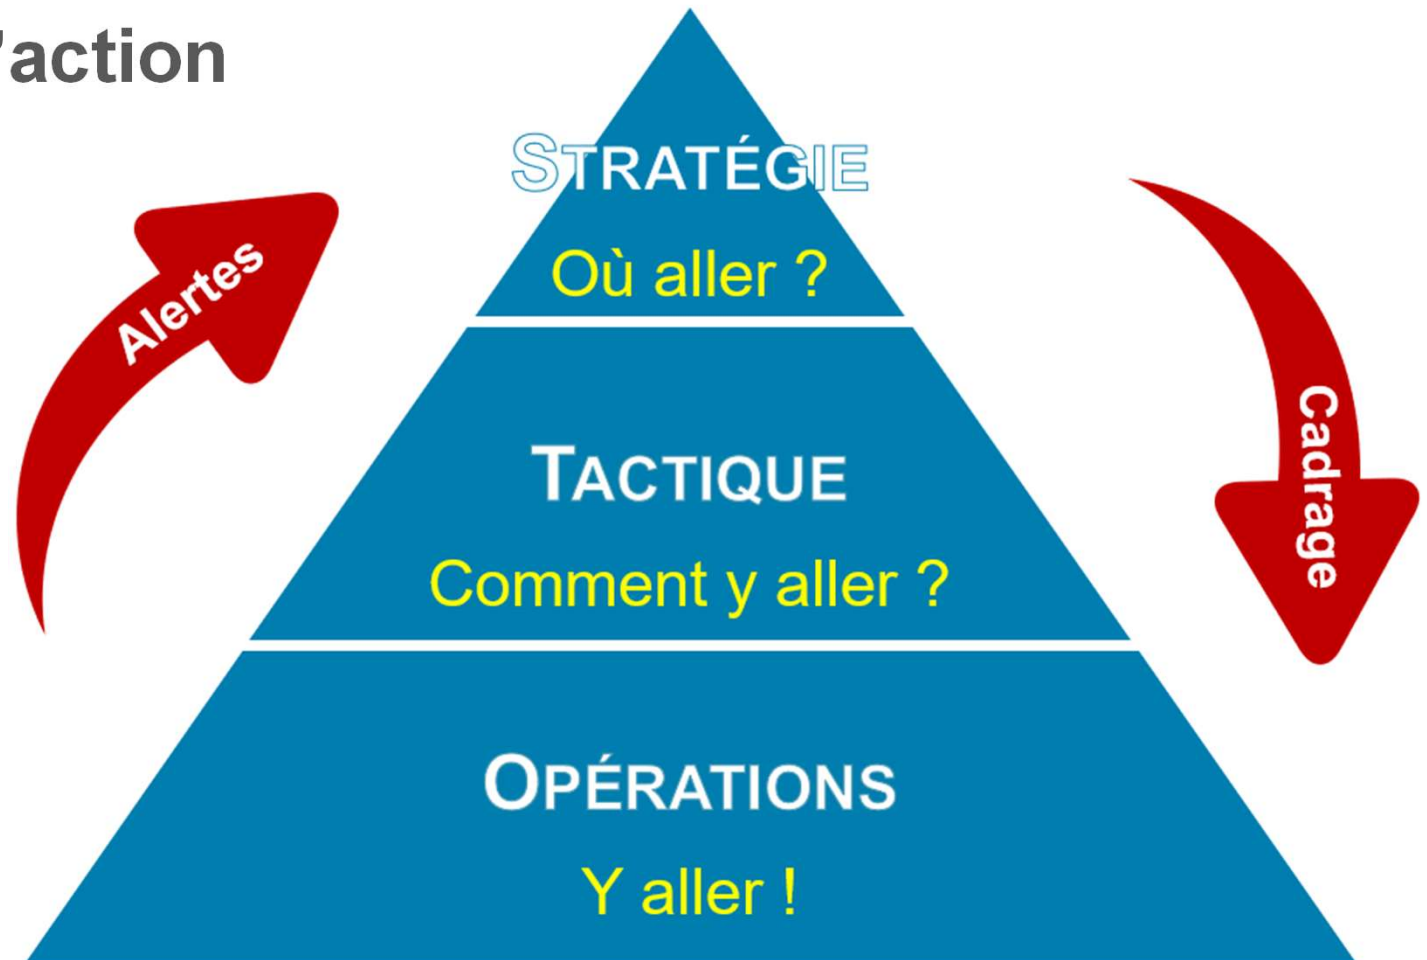 'action
STRATÉGIE
Où aller ?
Alertes
Cadrage
TACTIQUE
Comment y aller ?
OPÉRATIONS
Y aller !